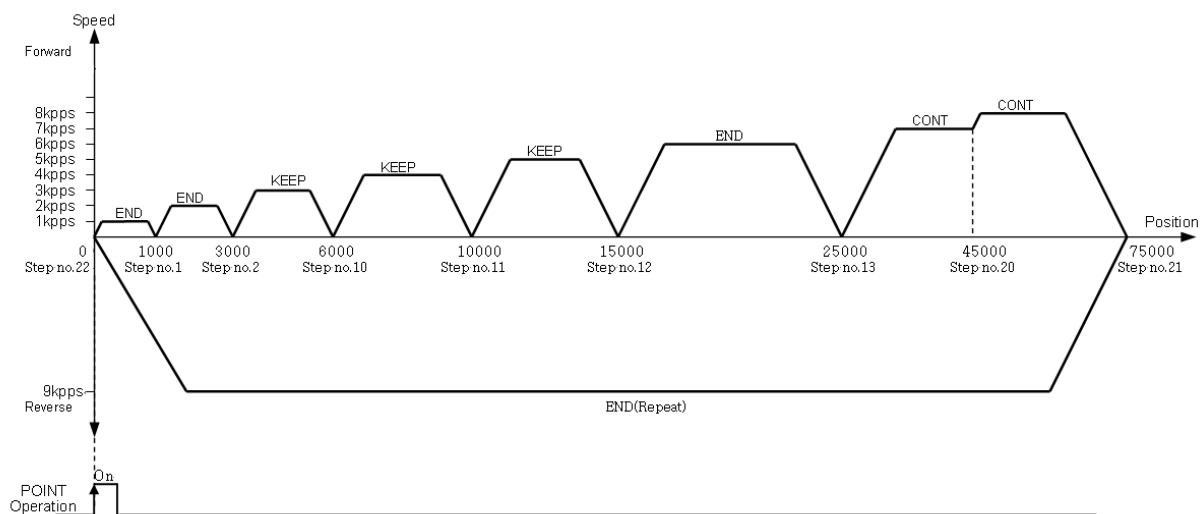 Speed
Forward
8kpps
CONT
7kpps
CONT
6kpps
END
5kpps
KEEP
4kpps
KEEP
3kpps
KEEP
2kpps
END
1kpps
END
Position
0 1000 3000 6000 10000 15000 25000 45000 75000
Step no.22 Step no.1 Step no.2 Step no.10 Step no.11 Step no.12 Step no.13 Step no.20 Step no.21
9kpps
Reverse
END(Repeat)
On
POINT
Operation